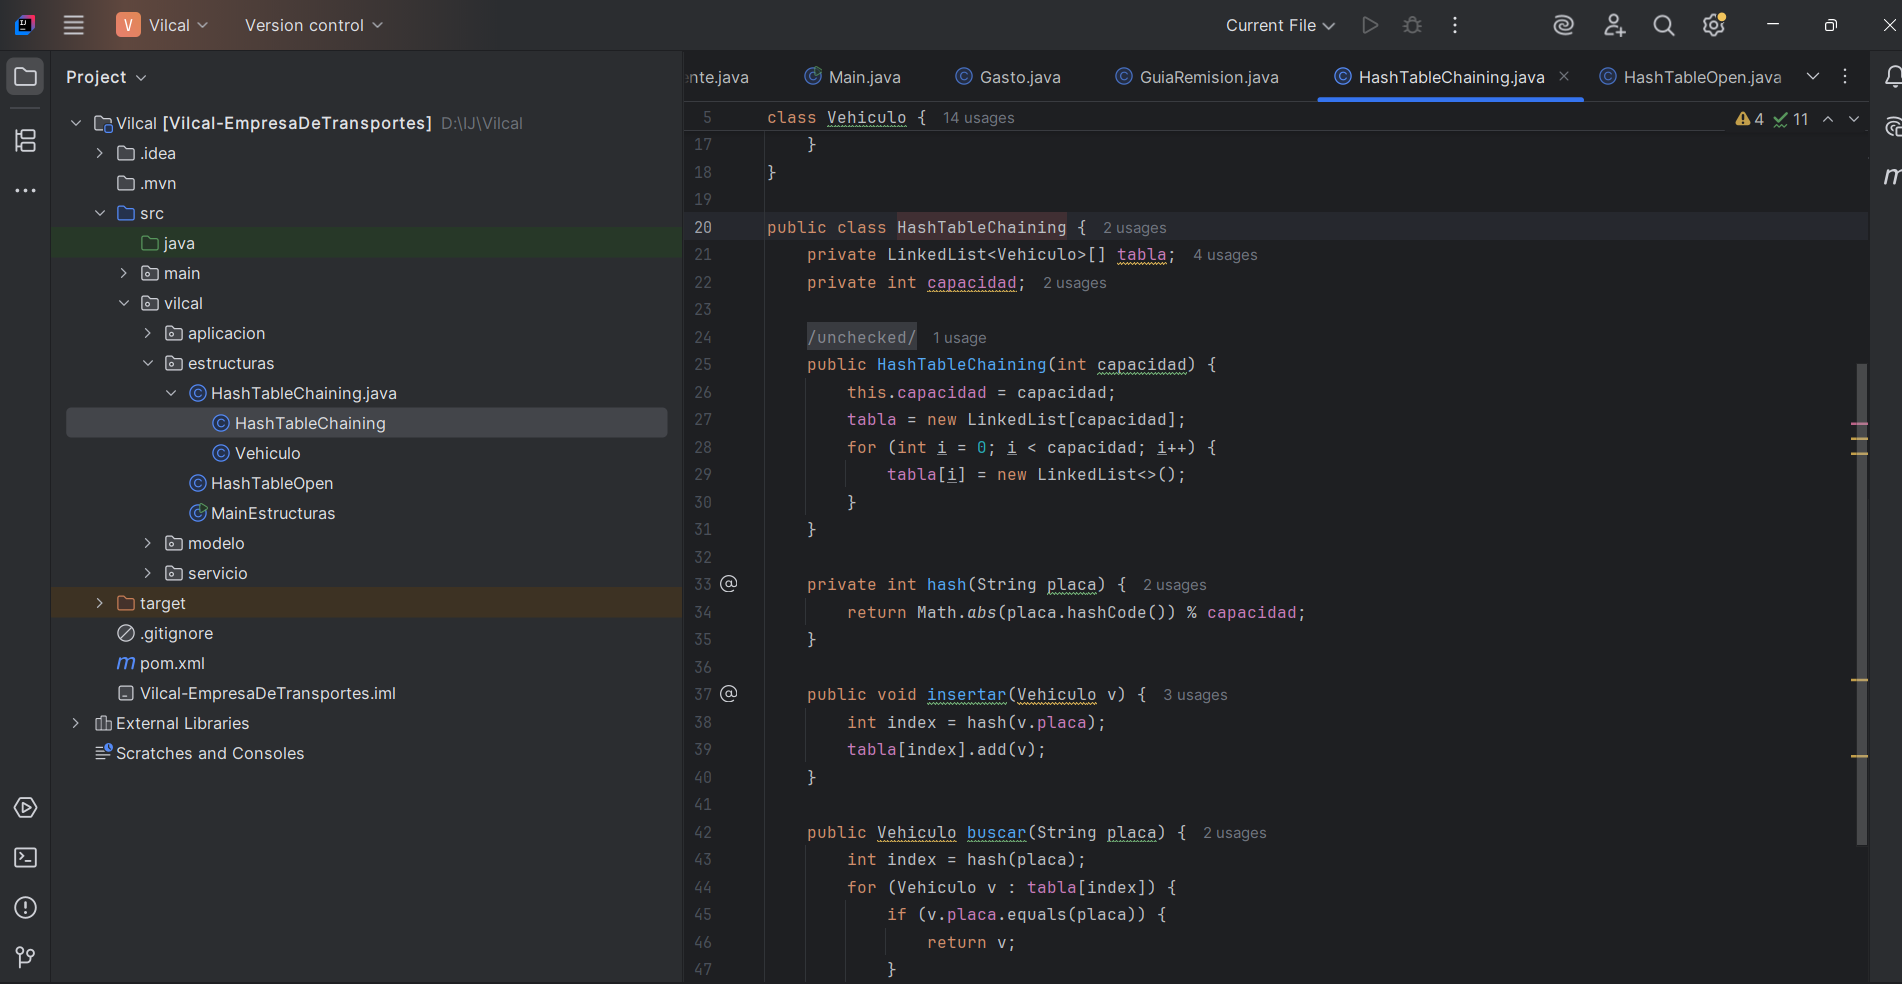 V Vilcal Version control Current File
Project
Vilcal [Vilcal-EmpresaDeTransportes] D:\IJ\Vilcal
.idea
.mvn
src
java
main
vilcal
aplicacion
estructuras
HashTableChaining.java
HashTableChaining
Vehiculo
HashTableOpen
MainEstructuras
modelo
servicio
target
.gitignore
pom.xml
Vilcal-EmpresaDeTransportes.iml
External Libraries
Scratches and Consoles
nte.java Main.java Gasto.java GuiaRemision.java HashTableChaining.java HashTableOpen.java
5 class Vehiculo { 14 usages 4 11
17 }
18 }
19
20 public class HashTableChaining { 2 usages
21 private LinkedList<Vehiculo>[] tabla; 4 usages
22 private int capacidad; 2 usages
23
24 /unchecked/ 1 usage
25 public HashTableChaining(int capacidad) {
26 this.capacidad = capacidad;
27 tabla = new LinkedList[capacidad];
28 for (int i = 0; i < capacidad; i++) {
29 tabla[i] = new LinkedList<>();
30 }
31 }
32
33 private int hash(String placa) { 2 usages
34 return Math.abs(placa.hashCode()) % capacidad;
35 }
36
37 public void insertar(Vehiculo v) { 3 usages
38 int index = hash(v.placa);
39 tabla[index].add(v);
40 }
41
42 public Vehiculo buscar(String placa) { 2 usages
43 int index = hash(placa);
44 for (Vehiculo v : tabla[index]) {
45 if (v.placa.equals(placa)) {
46 return v;
47 }